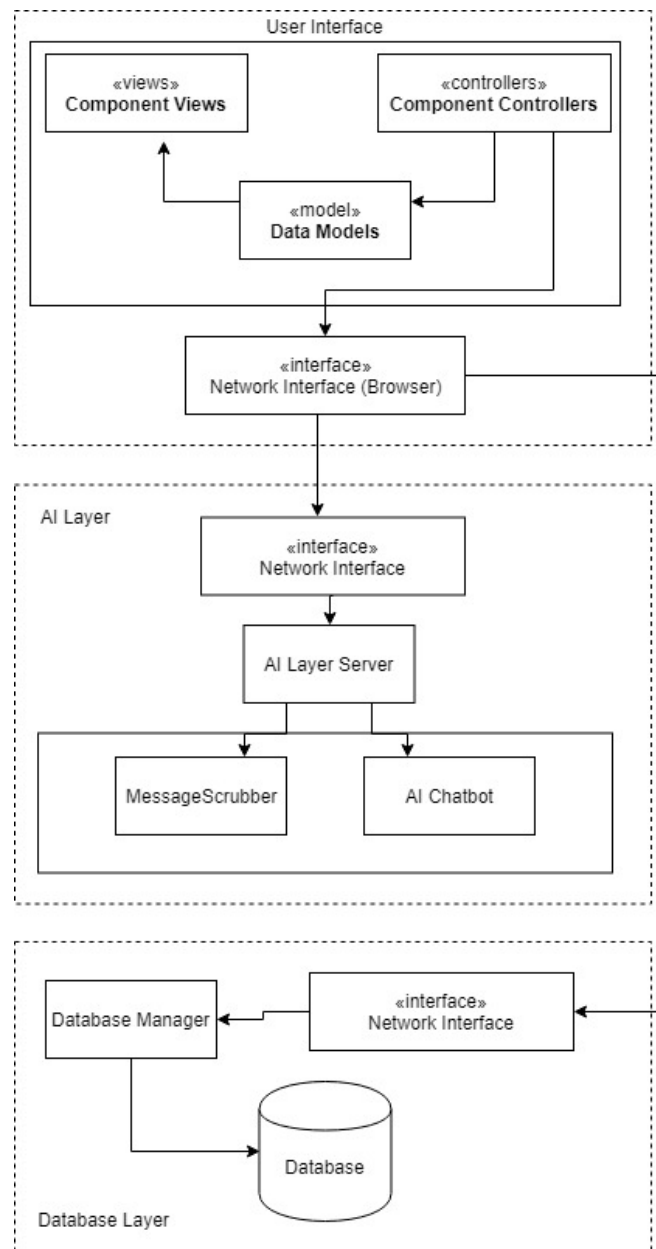 User Interface
«views»
Component Views
«controllers»
Component Controllers
«model»
Data Models
«interface»
Network Interface (Browser)
AI Layer
«interface»
Network Interface
AI Layer Server
MessageScrubber
AI Chatbot
Database Manager
«interface»
Network Interface
Database
Database Layer